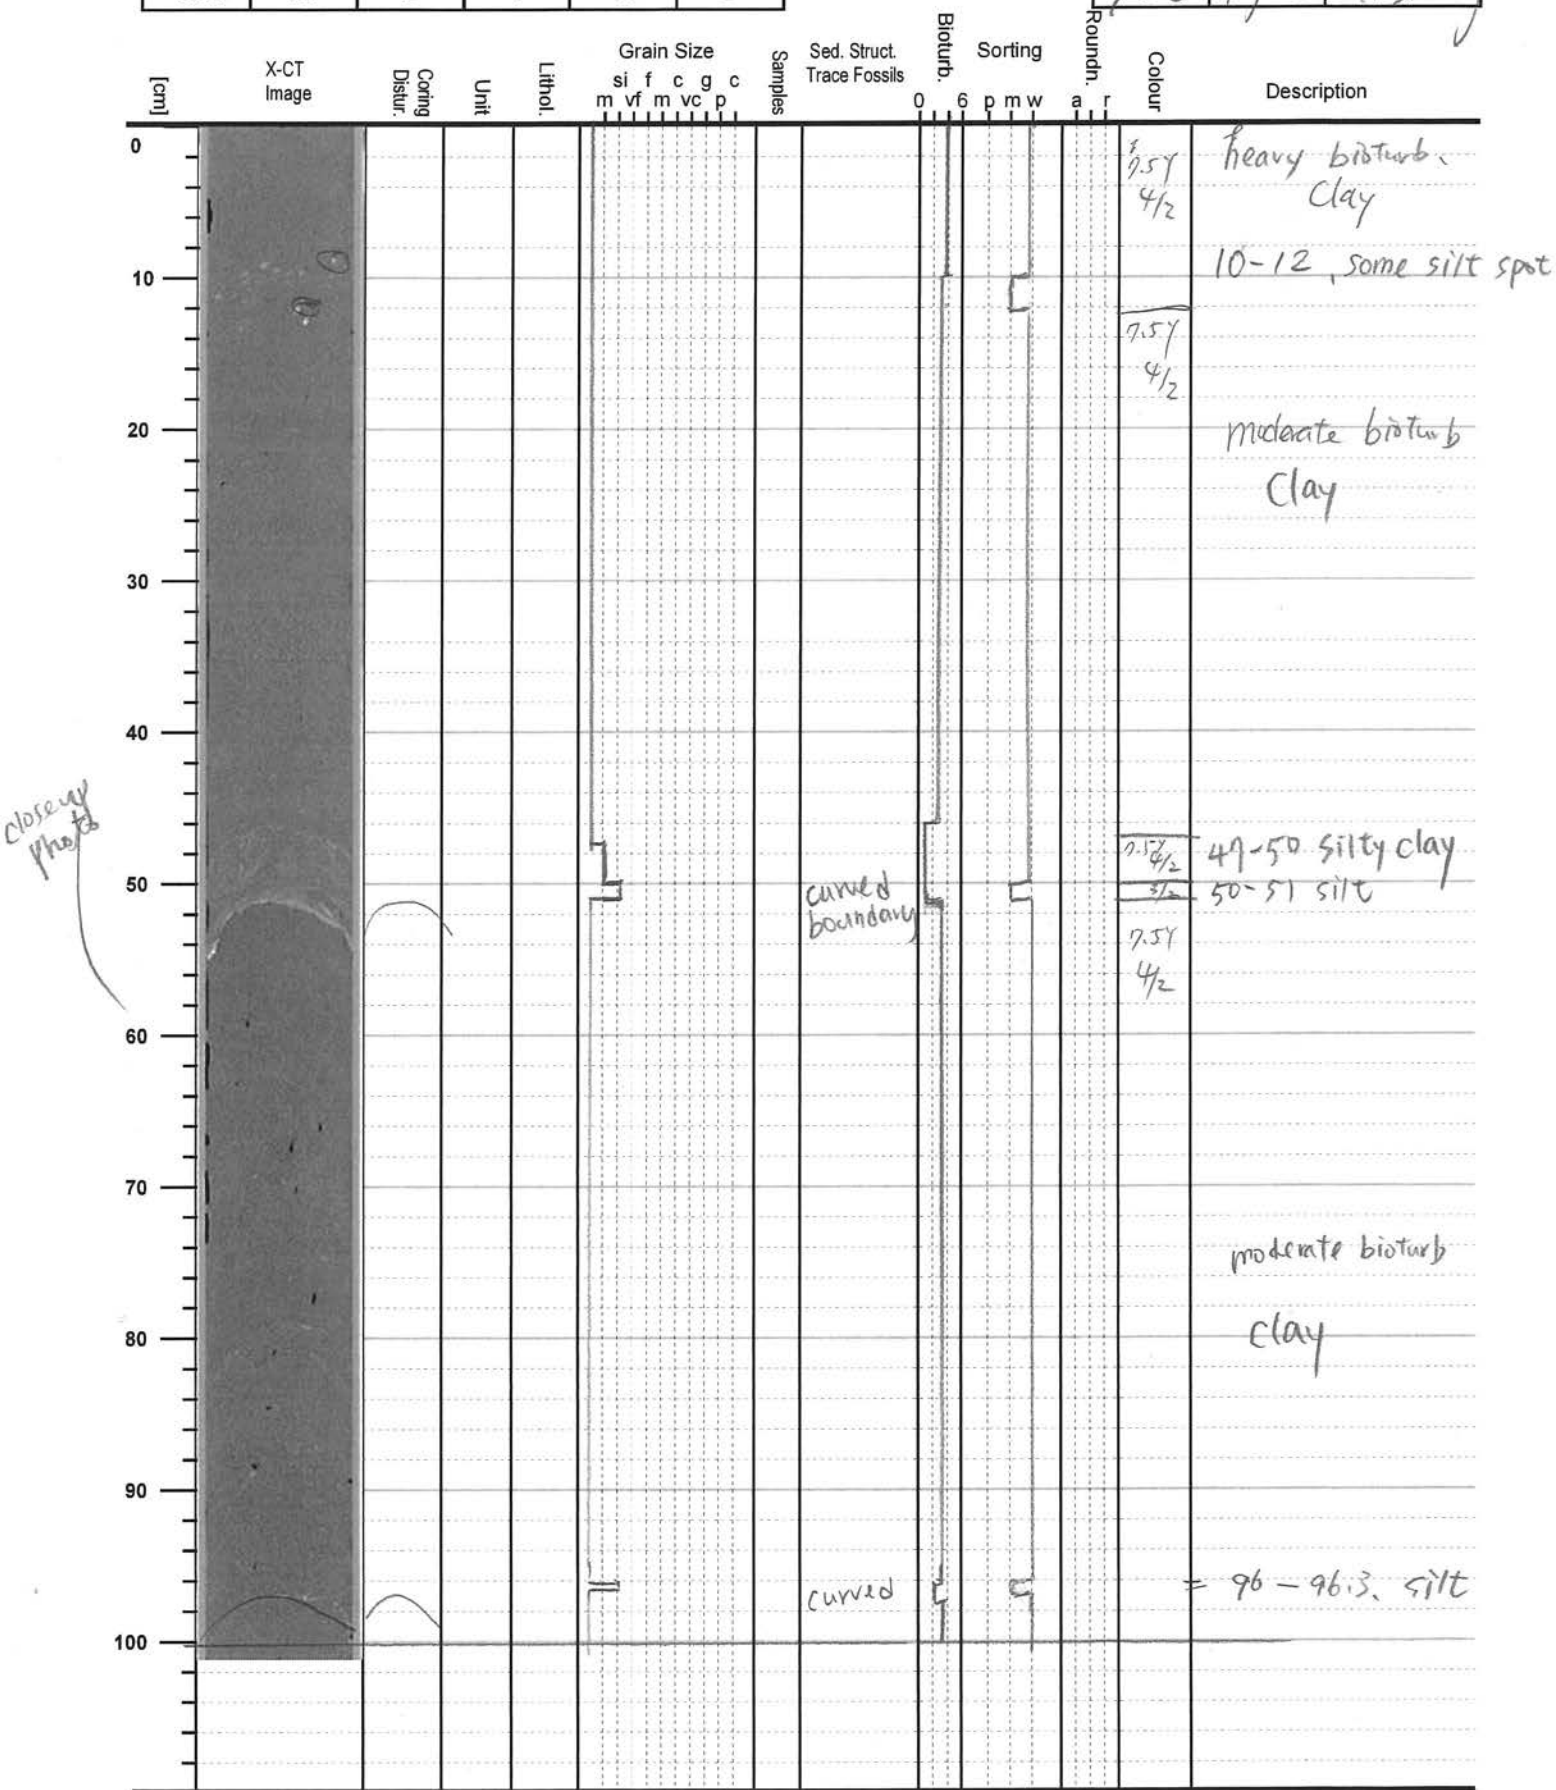 [cm]
X-CT
Image
Coring
Distur.
Unit
Lithol.
Grain Size
si f c g c
m vf m vc p
Samples
Sed. Struct.
Trace Fossils
Bioturb.
0 6
Sorting
p m w
Roundn.
a r
Colour
Description
0
7.5Y
4/2
heavy bioturb.
Clay
10
10-12, some silt spot
7.5Y
4/2
20
moderate bioturb
Clay
30
40
closeup
photo
7.5Y
4/2
47-50 silty clay
50
curved
boundary
3/2
50-51 silt
7.5Y
4/2
60
70
moderate bioturb
80
clay
90
curved
= 96-96.3. silt
100